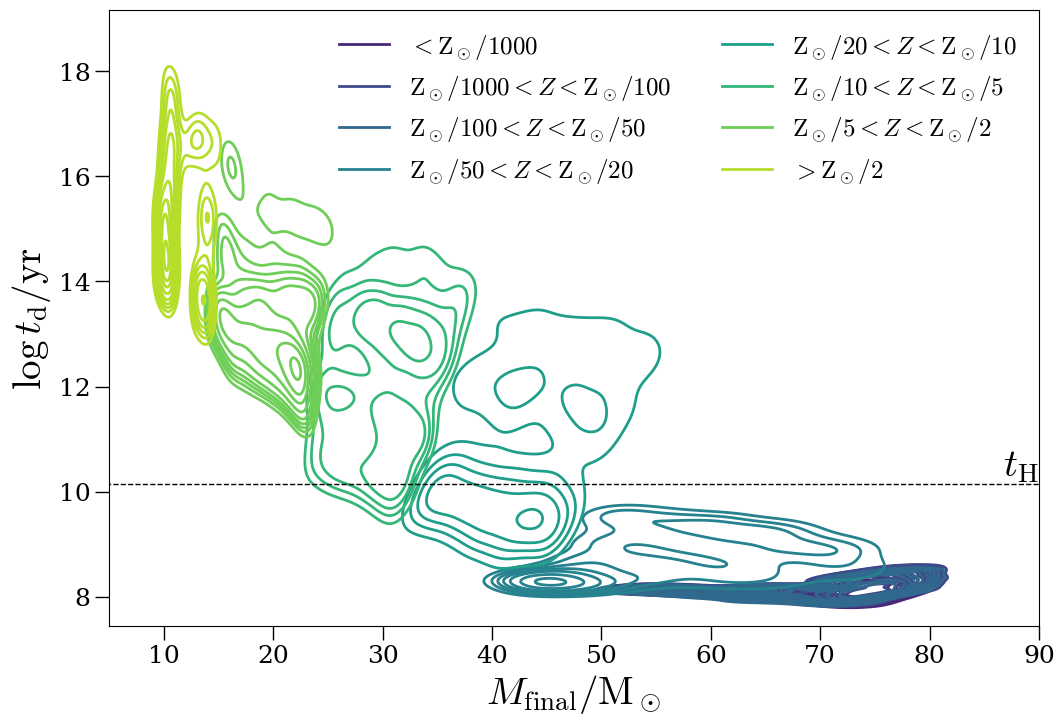 < Z⊙/1000
Z⊙/1000 < Z < Z⊙/100
Z⊙/100 < Z < Z⊙/50
Z⊙/50 < Z < Z⊙/20
Z⊙/20 < Z < Z⊙/10
Z⊙/10 < Z < Z⊙/5
Z⊙/5 < Z < Z⊙/2
> Z⊙/2
18
16
14
12
10
8
log t_d/yr
t_H
10 20 30 40 50 60 70 80 90
M_final/M⊙